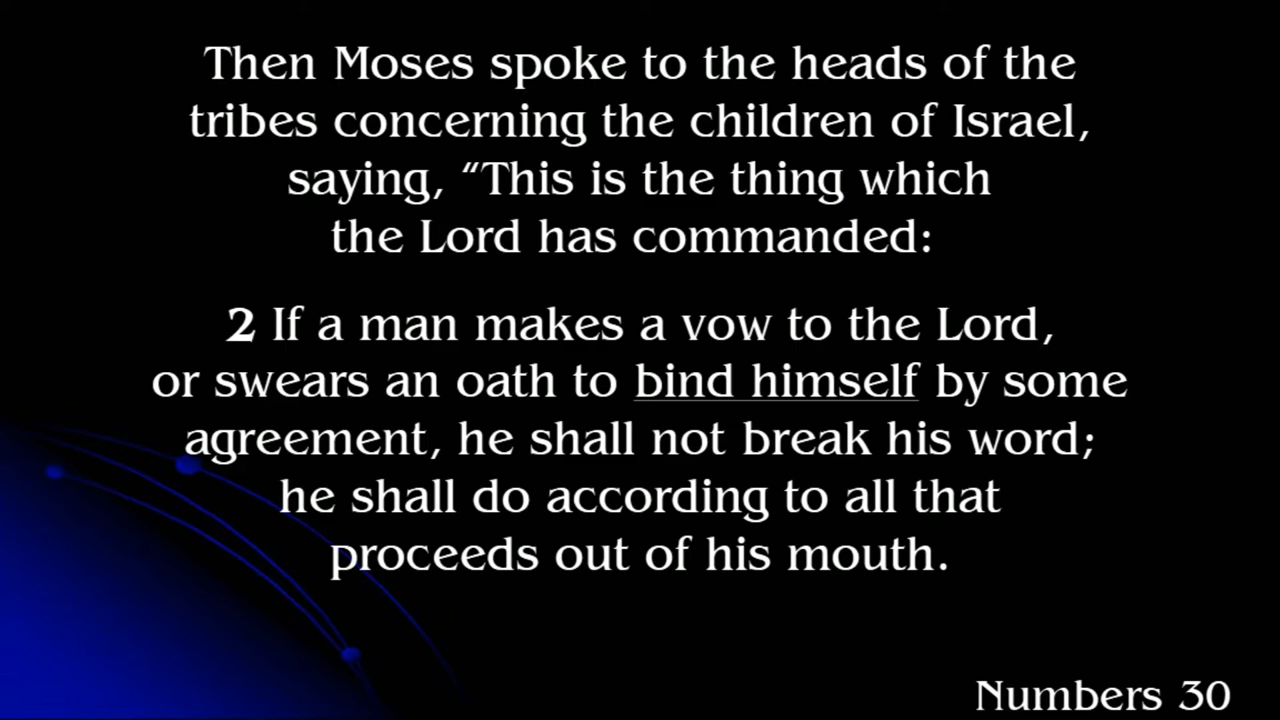 Then Moses spoke to the heads of the
tribes concerning the children of Israel,
saying, “This is the thing which
the Lord has commanded:
2 If a man makes a vow to the Lord,
or swears an oath to bind himself by some
agreement, he shall not break his word;
he shall do according to all that
proceeds out of his mouth.
Numbers 30